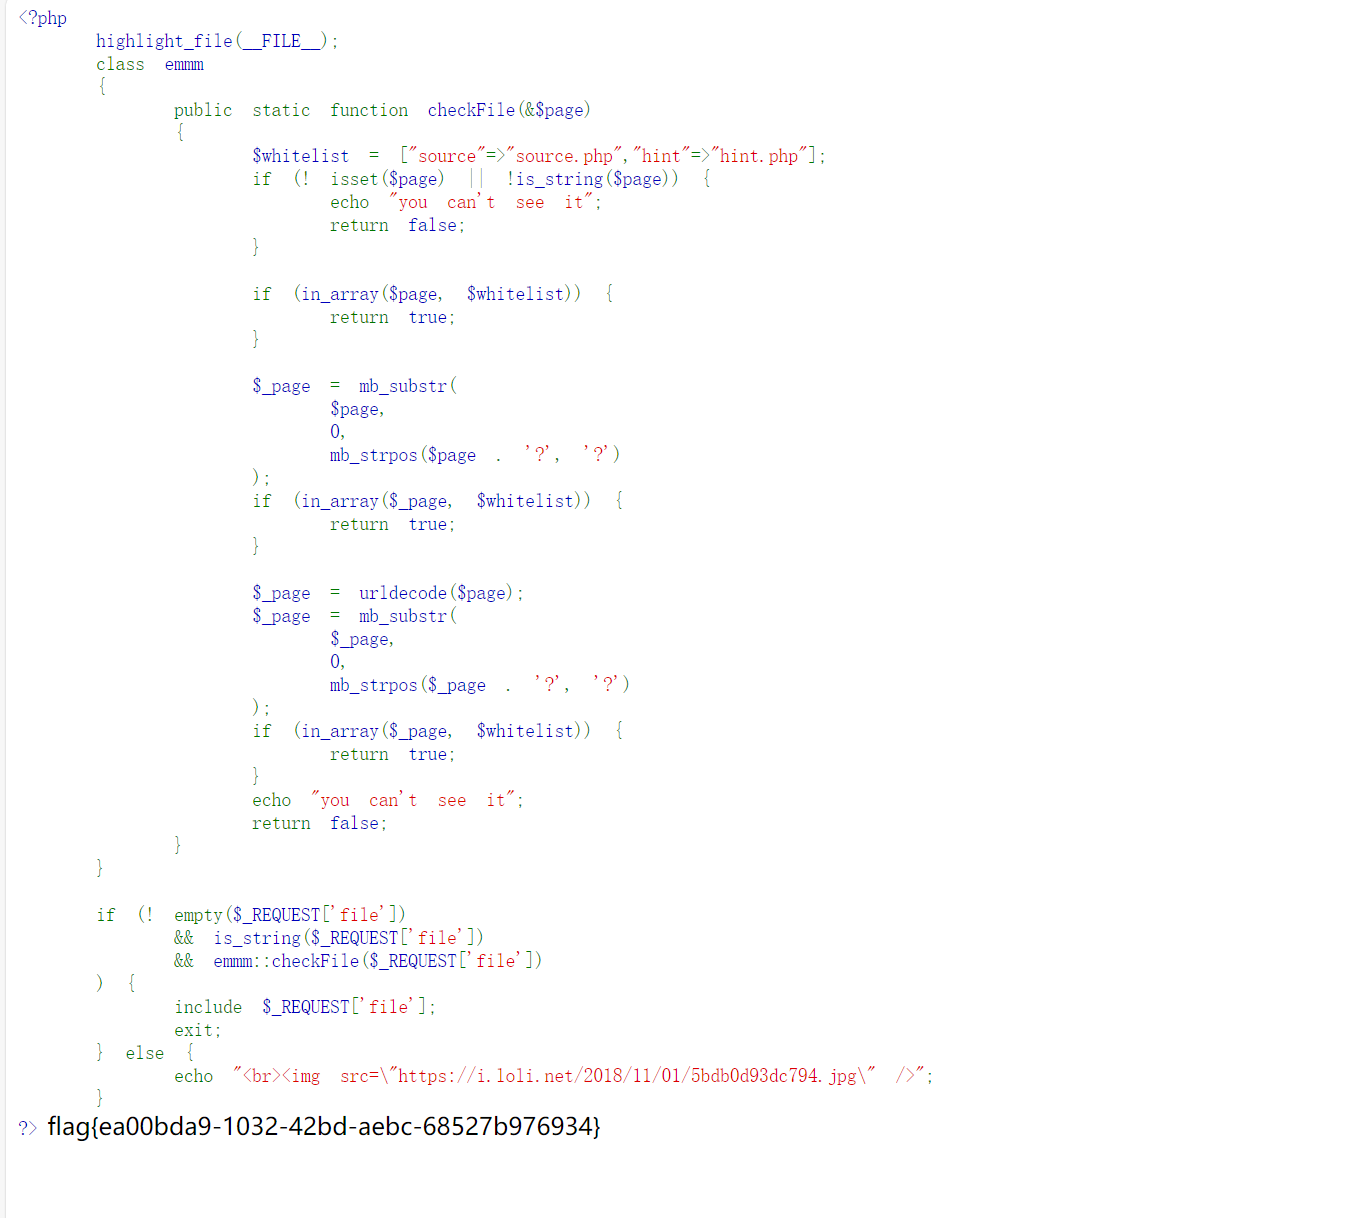 <?php
highlight_file(__FILE__);
class emmm
{
public static function checkFile(&$page)
{
$whitelist = ["source"=>"source.php","hint"=>"hint.php"];
if (! isset($page) || !is_string($page)) {
echo "you can't see it";
return false;
}
if (in_array($page, $whitelist)) {
return true;
}
$_page = mb_substr(
$page,
0,
mb_strpos($page . '?', '?')
);
if (in_array($_page, $whitelist)) {
return true;
}
$_page = urldecode($page);
$_page = mb_substr(
$_page,
0,
mb_strpos($_page . '?', '?')
);
if (in_array($_page, $whitelist)) {
return true;
}
echo "you can't see it";
return false;
}
}
if (! empty($_REQUEST['file'])
&& is_string($_REQUEST['file'])
&& emmm::checkFile($_REQUEST['file'])
) {
include $_REQUEST['file'];
exit;
} else {
echo "<br><img src=\"https://i.loli.net/2018/11/01/5bdb0d93dc794.jpg\" />";
}
?> flag{ea00bda9-1032-42bd-aebc-68527b976934}